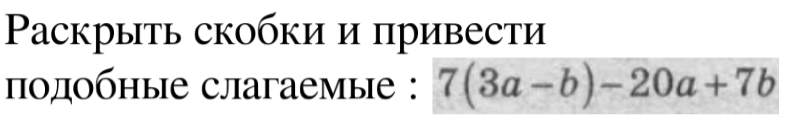 Раскрыть скобки и привести
подобные слагаемые : 7(3a – b) – 20a + 7b